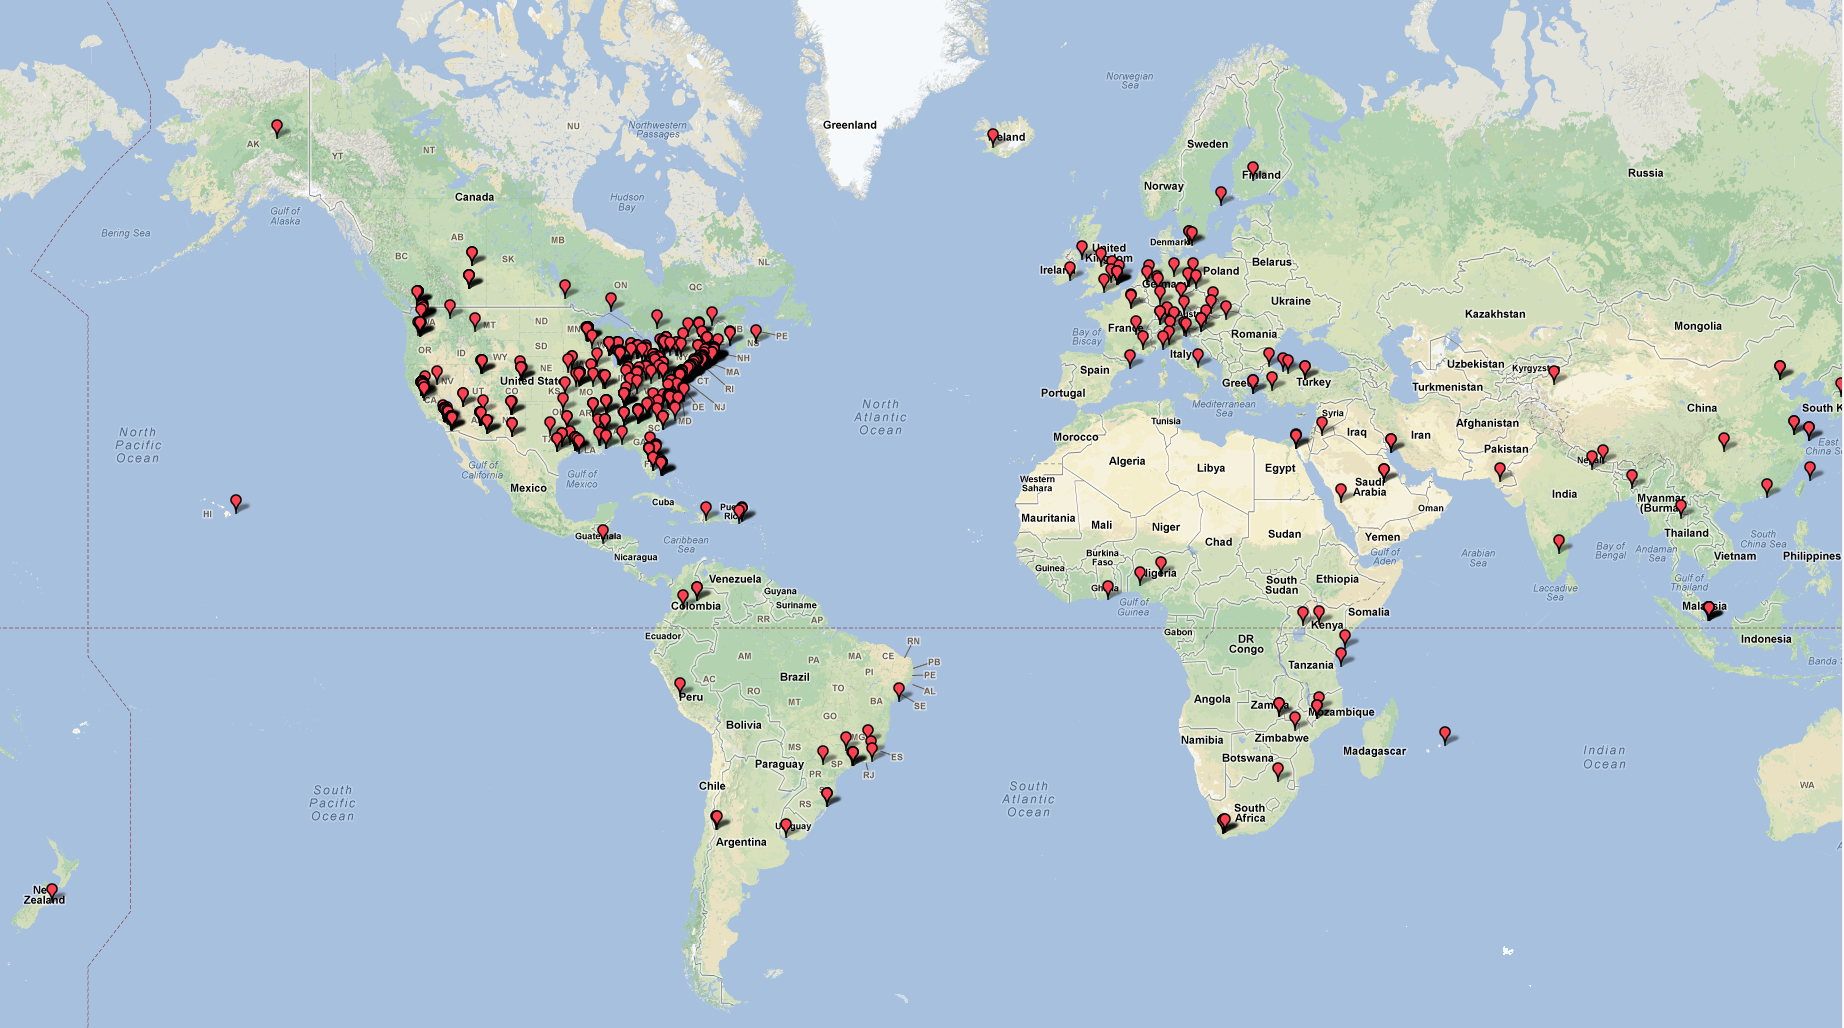 Greenland
Norwegian
Sea
NU
Northwestern
Passages
AK
YT
NT
Sweden
Finland
Norway
Russia
Canada
Hudson
Bay
Gulf of
Alaska
Bering Sea
AB
MB
BC
SK
NL
ON
QC
United
Kingdom
Denmark
Poland
Belarus
Germany
Ukraine
Kazakhstan
Mongolia
MT
ND
MN
PE
NS
NH
OR
ID
WY
SD
NE
MA
RI
CT
NJ
DE
MD
NV
UT
CO
KS
MO
CA
AR
SC
LA
Bay of
Biscay
Romania
Italy
Spain
Portugal
Turkey
Mediterranean
Sea
Uzbekistan
Turkmenistan
China
South K
North
Pacific
Ocean
North
Atlantic
Ocean
Tunisia
Morocco
Syria
Iraq
Iran
Afghanistan
Pakistan
East
China Sea
Algeria
Libya
Egypt
Western
Sahara
Saudi
Arabia
India
Myanmar
(Burma)
Oman
Gulf of
California
Gulf of
Mexico
Mexico
Cuba
HI
Guatemala
Caribbean
Sea
Nicaragua
Mauritania
Mali
Niger
Chad
Sudan
Yemen
Gulf of
Aden
Arabian
Sea
Bay of
Bengal
Andaman
Sea
Thailand
South
China Sea
Vietnam
Philippines
Guinea
Burkina
Faso
Nigeria
Gulf of
Guinea
South
Sudan
Ethiopia
Somalia
Laccadive
Sea
Gulf of
Thailand
Malaysia
Indonesia
Venezuela
Guyana
Suriname
Colombia
RR
AP
Ecuador
Gabon
DR
Congo
Kenya
Tanzania
Banda
RN
PB
PE
AL
SE
AM
PA
MA
CE
PI
Brazil
AC
RO
TO
BA
MT
GO
Peru
Bolivia
MS
ES
SP
RJ
PR
Paraguay
RS
Chile
Uruguay
Argentina
Angola
Zambia
Mozambique
Namibia
Zimbabwe
Botswana
Madagascar
South
Africa
Indian
Ocean
WA
South
Pacific
Ocean
South
Atlantic
Ocean
New
Zealand